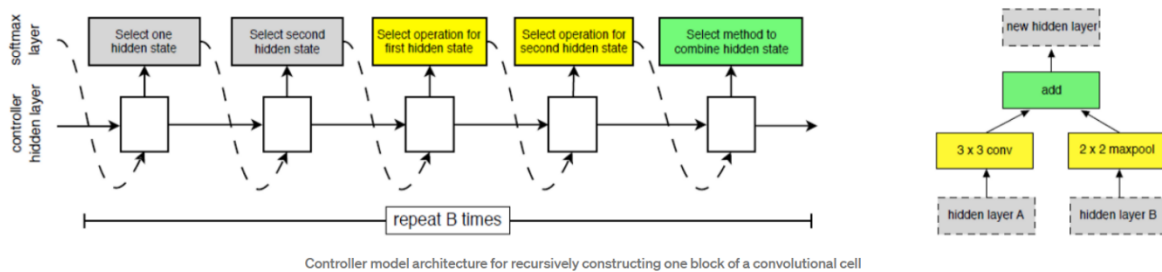 softmax
layer
controller
hidden layer
Select one
hidden state
Select second
hidden state
Select operation for
first hidden state
Select operation for
second hidden state
Select method to
combine hidden state
repeat B times
new hidden layer
add
3 x 3 conv
2 x 2 maxpool
hidden layer A
hidden layer B
Controller model architecture for recursively constructing one block of a convolutional cell